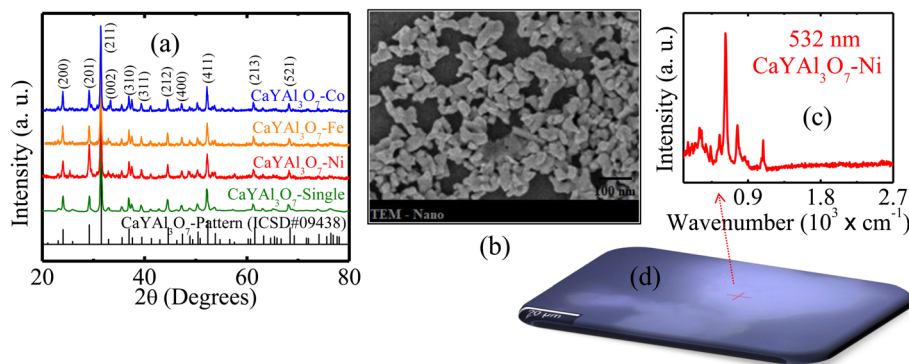 Intensity (a. u.)
(a)
(200)
(201)
(211)
(002)
(310)
(311)
(212)
(400)
(411)
(213)
(521)
CaYAl₃O₇-Co
CaYAl₃O₇-Fe
CaYAl₃O₇-Ni
CaYAl₃O₇-Single
CaYAl₃O₇-Pattern (ICSD#09438)
20 40 60 80
2θ (Degrees)
100 nm
TEM - Nano
(b)
Intensity (a. u.)
532 nm
CaYAl₃O₇-Ni
(c)
0.9 1.8 2.7
Wavenumber (10³ x cm⁻¹)
(d)
20 μm